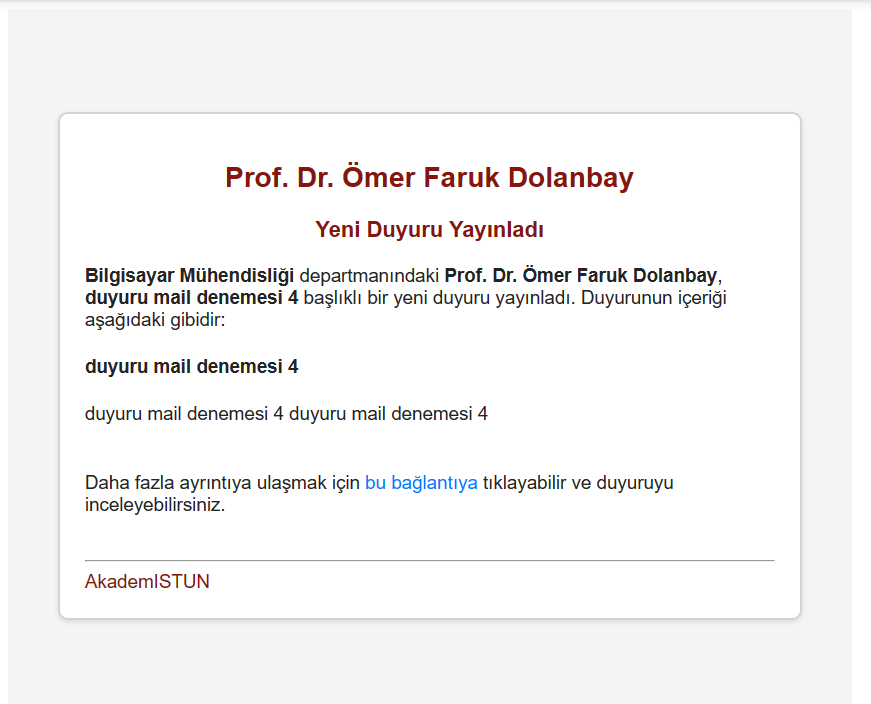 Prof. Dr. Ömer Faruk Dolanbay
Yeni Duyuru Yayınladı
Bilgisayar Mühendisliği departmanındaki Prof. Dr. Ömer Faruk Dolanbay,
duyuru mail denemesi 4 başlıklı bir yeni duyuru yayınladı. Duyurunun içeriği
aşağıdaki gibidir:
duyuru mail denemesi 4
duyuru mail denemesi 4 duyuru mail denemesi 4
Daha fazla ayrıntıya ulaşmak için bu bağlantıya tıklayabilir ve duyuruyu
inceleyebilirsiniz.
AkademISTUN